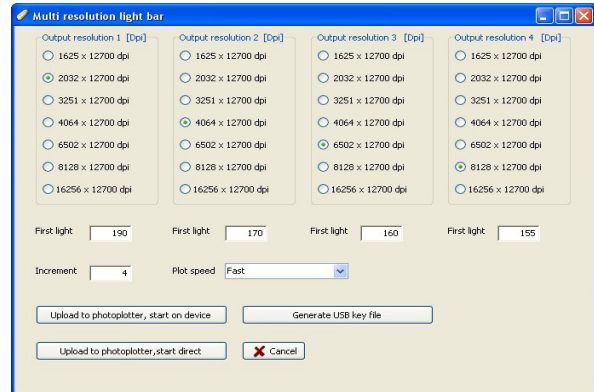 Multi resolution light bar
Output resolution 1 [Dpi] Output resolution 2 [Dpi] Output resolution 3 [Dpi] Output resolution 4 [Dpi]
1625 x 12700 dpi 1625 x 12700 dpi 1625 x 12700 dpi 1625 x 12700 dpi
2032 x 12700 dpi 2032 x 12700 dpi 2032 x 12700 dpi 2032 x 12700 dpi
3251 x 12700 dpi 3251 x 12700 dpi 3251 x 12700 dpi 3251 x 12700 dpi
4064 x 12700 dpi 4064 x 12700 dpi 4064 x 12700 dpi 4064 x 12700 dpi
6502 x 12700 dpi 6502 x 12700 dpi 6502 x 12700 dpi 6502 x 12700 dpi
8128 x 12700 dpi 8128 x 12700 dpi 8128 x 12700 dpi 8128 x 12700 dpi
16256 x 12700 dpi 16256 x 12700 dpi 16256 x 12700 dpi 16256 x 12700 dpi
First light 190 First light 170 First light 160 First light 155
Increment 4 Plot speed Fast
Upload to photoplotter, start on device Generate USB key file
Upload to photoplotter,start direct Cancel